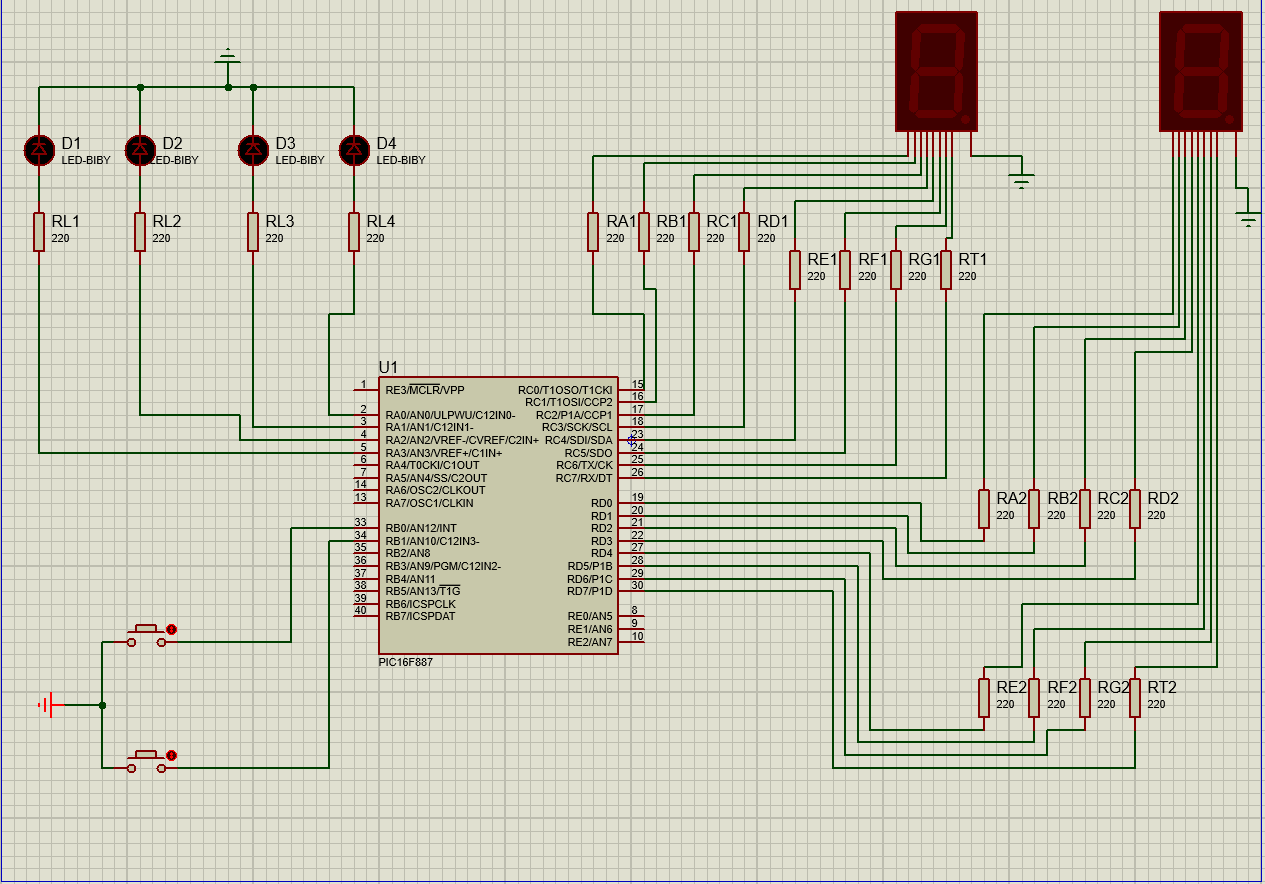 D1
LED-BIBY
D2
LED-BIBY
D3
LED-BIBY
D4
LED-BIBY
RL1
220
RL2
220
RL3
220
RL4
220
RA1
220
RB1
220
RC1
220
RD1
220
RE1
220
RF1
220
RG1
220
RT1
220
U1
1 RE3/MCLR/VPP
2 RA0/AN0/ULPWU/C12IN0-
3 RA1/AN1/C12IN1-
4 RA2/AN2/VREF-/CVREF/C2IN+
5 RA3/AN3/VREF+/C1IN+
6 RA4/T0CKI/C1OUT
7 RA5/AN4/SS/C2OUT
14 RA6/OSC2/CLKOUT
13 RA7/OSC1/CLKIN
33 RB0/AN12/INT
34 RB1/AN10/C12IN3-
35 RB2/AN8
36 RB3/AN9/PGM/C12IN2-
37 RB4/AN11
38 RB5/AN13/T1G
39 RB6/ICSPCLK
40 RB7/ICSPDAT
RC0/T1OSO/T1CKI 15
RC1/T1OSI/CCP2 16
RC2/P1A/CCP1 17
RC3/SCK/SCL 18
RC4/SDI/SDA 23
RC5/SDO 24
RC6/TX/CK 25
RC7/RX/DT 26
RD0 19
RD1 20
RD2 21
RD3 22
RD4 27
RD5/P1B 28
RD6/P1C 29
RD7/P1D 30
RE0/AN5 8
RE1/AN6 9
RE2/AN7 10
PIC16F887
RA2
220
RB2
220
RC2
220
RD2
220
RE2
220
RF2
220
RG2
220
RT2
220